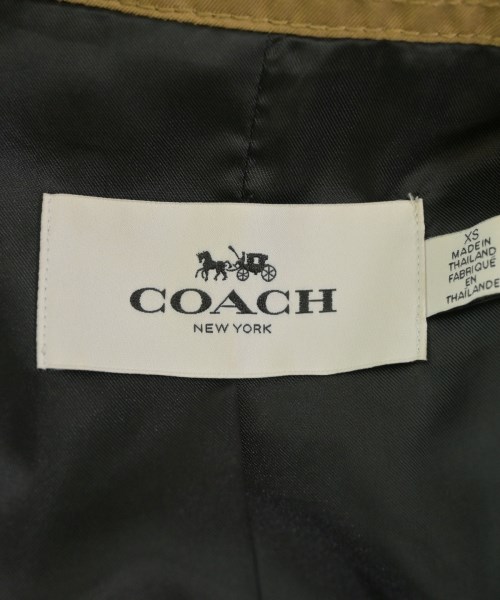 COACH
NEW YORK
XS
MADE IN
THAILAND
FABRIQUE
EN
THAÏLANDE